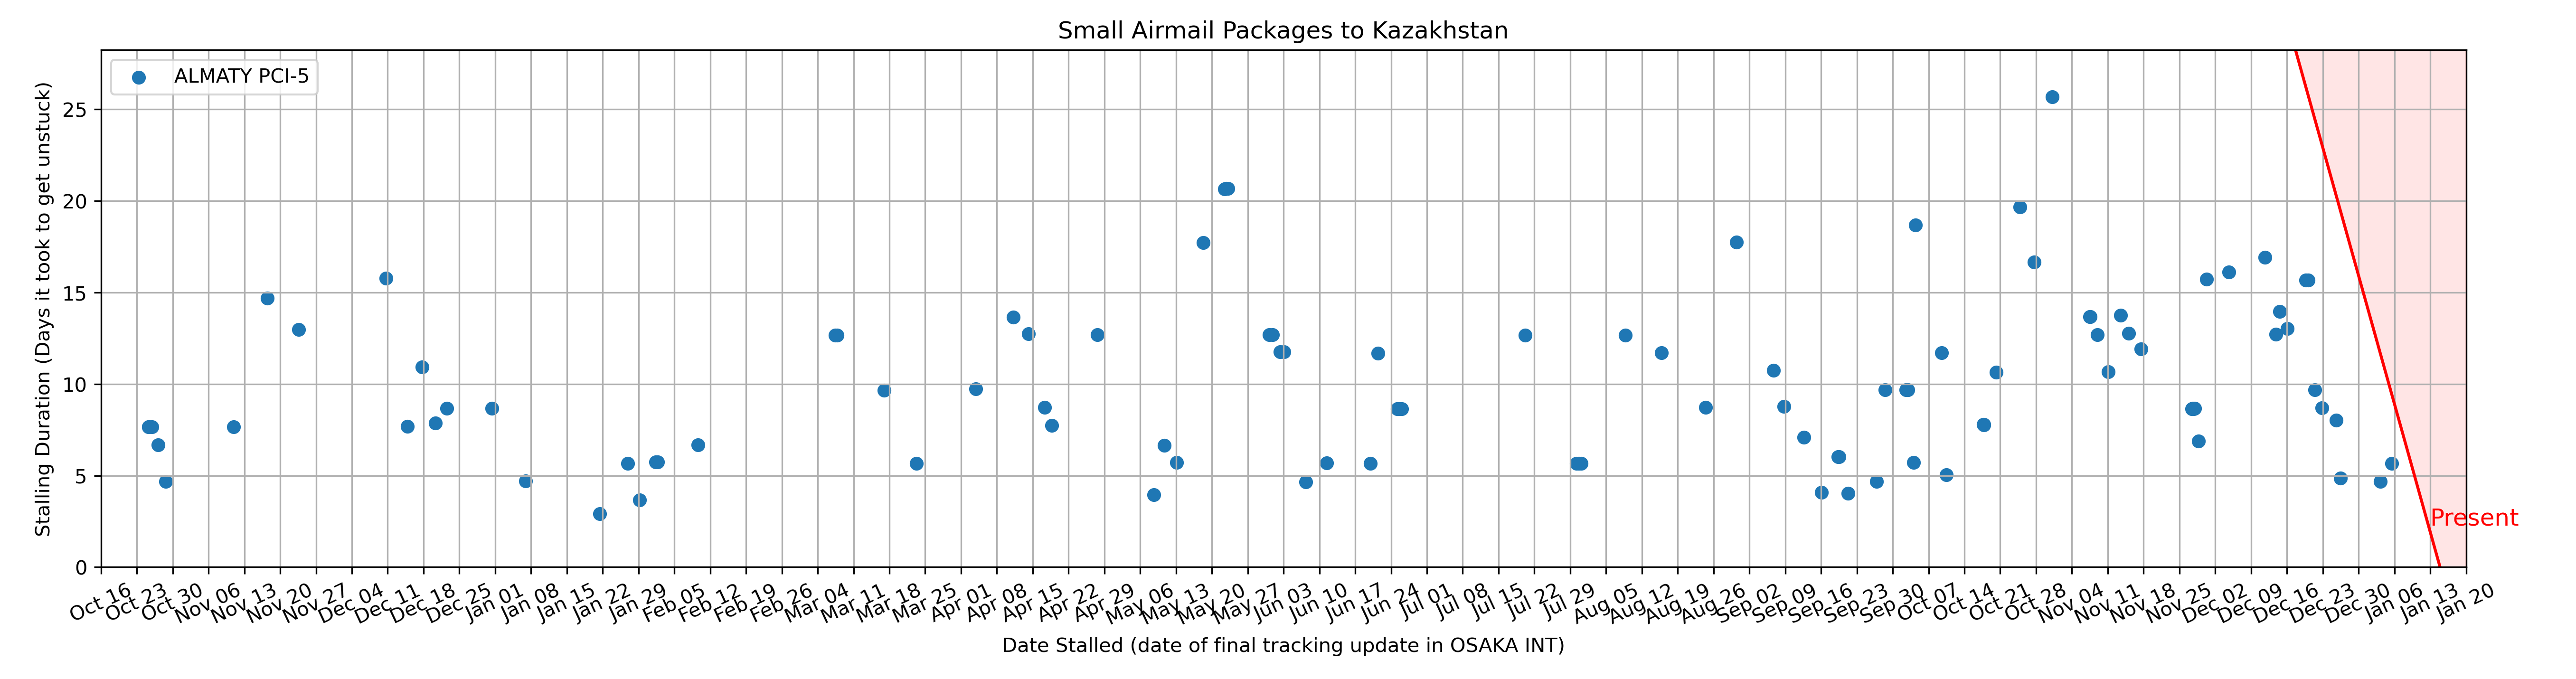 Small Airmail Packages to Kazakhstan
ALMATY PCI-5
Stalling Duration (Days it took to get unstuck)
25
20
15
10
5
0
Present
Oct 16 Oct 23 Oct 30 Nov 06 Nov 13 Nov 20 Nov 27 Dec 04 Dec 11 Dec 18 Dec 25 Jan 01 Jan 08 Jan 15 Jan 22 Jan 29 Feb 05 Feb 12 Feb 19 Feb 26 Mar 04 Mar 11 Mar 18 Mar 25 Apr 01 Apr 08 Apr 15 Apr 22 Apr 29 May 06 May 13 May 20 May 27 Jun 03 Jun 10 Jun 17 Jun 24 Jul 01 Jul 08 Jul 15 Jul 22 Jul 29 Aug 05 Aug 12 Aug 19 Aug 26 Sep 02 Sep 09 Sep 16 Sep 23 Sep 30 Oct 07 Oct 14 Oct 21 Oct 28 Nov 04 Nov 11 Nov 18 Nov 25 Dec 02 Dec 09 Dec 16 Dec 23 Dec 30 Jan 06 Jan 13 Jan 20
Date Stalled (date of final tracking update in OSAKA INT)